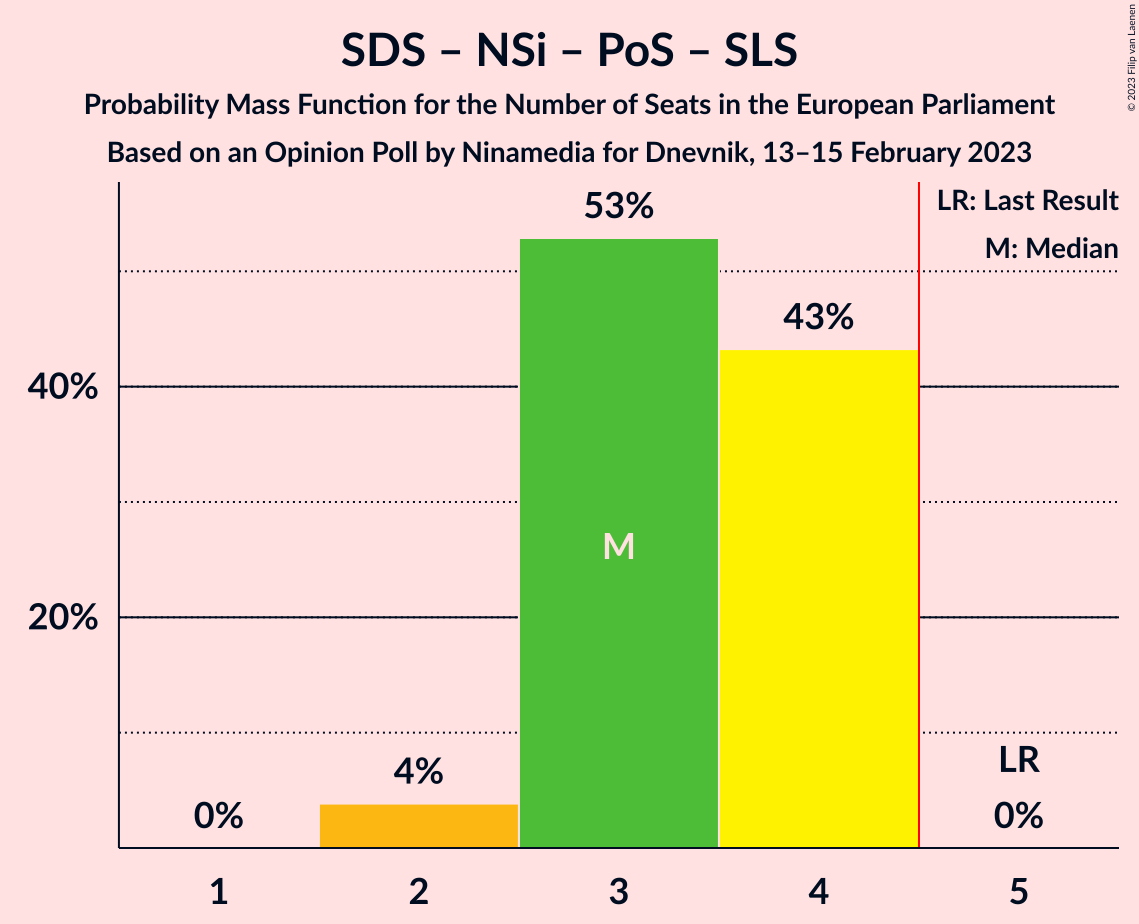 SDS – NSi – PoS – SLS
Probability Mass Function for the Number of Seats in the European Parliament
Based on an Opinion Poll by Ninamedia for Dnevnik, 13–15 February 2023
© 2023 Filip van Laenen
LR: Last Result
M: Median
53%
43%
40%
M
20%
4%
LR
0%
0%
1
2
3
4
5